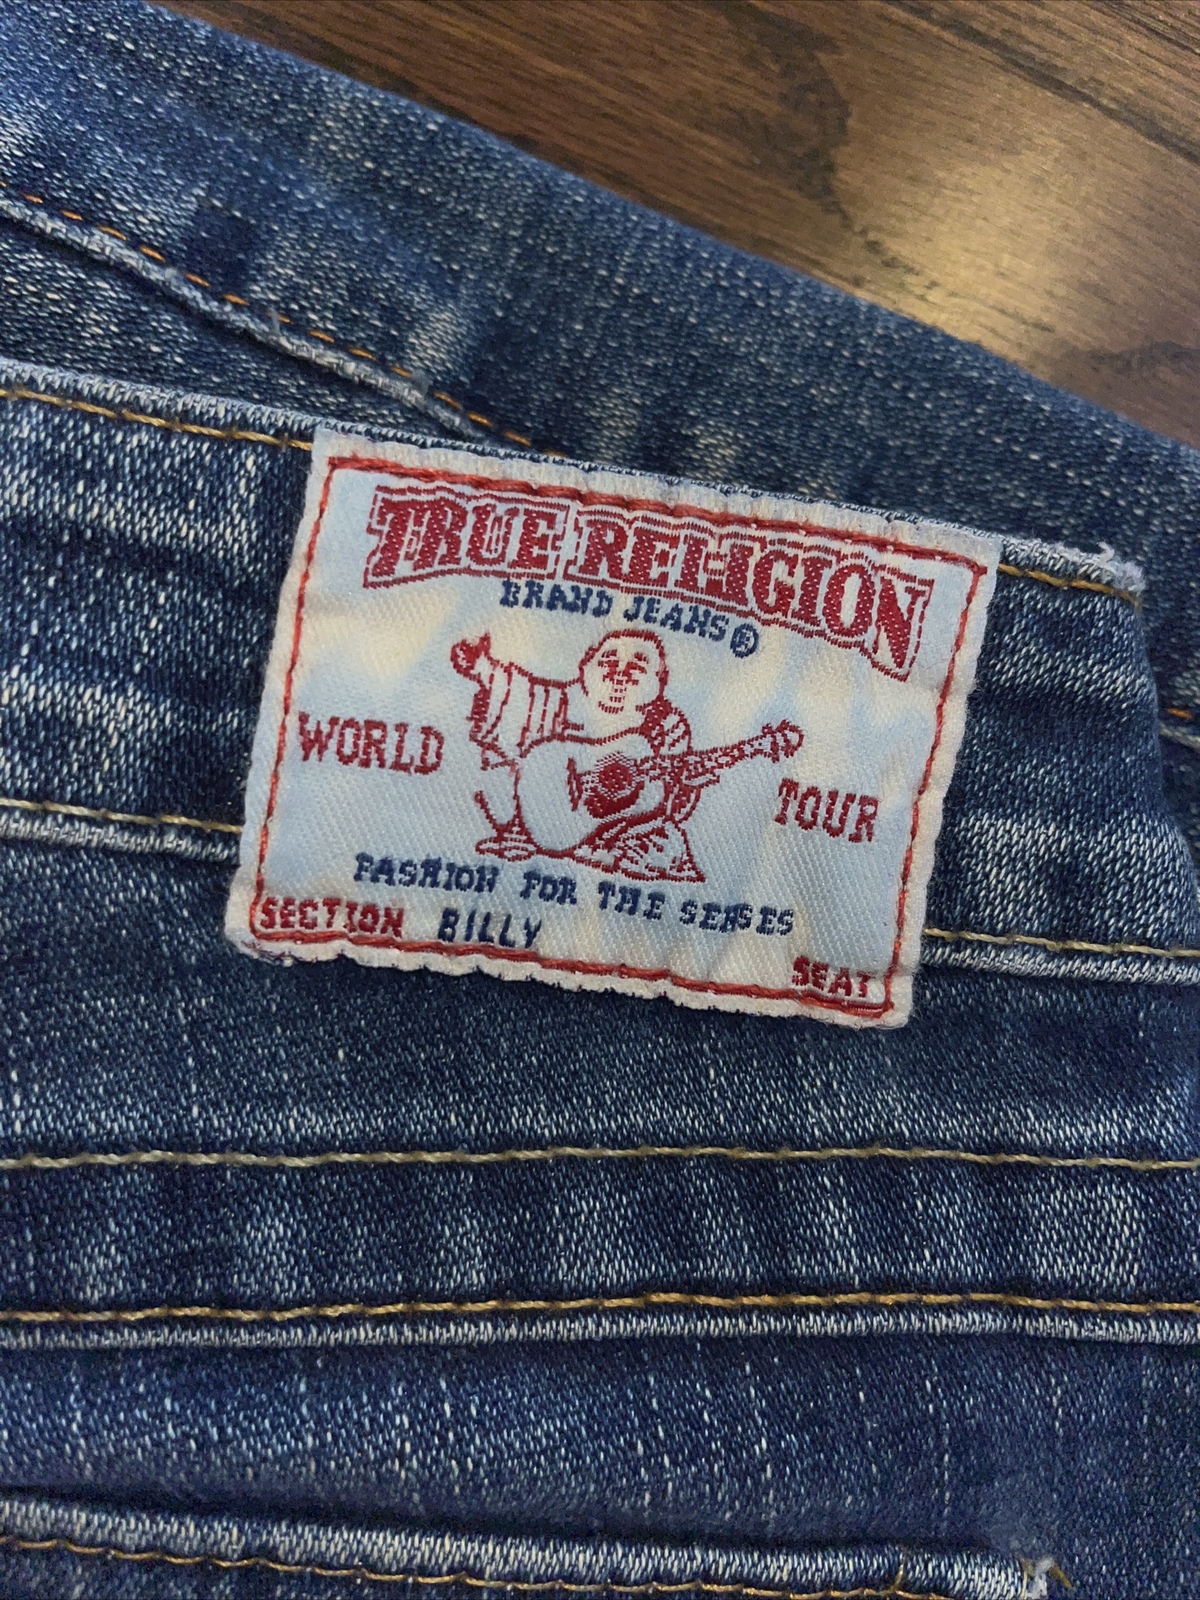 TRUE RELIGION
BRAND JEANS®
WORLD TOUR
FASHION FOR THE SENSES
SECTION BILLY SEAT